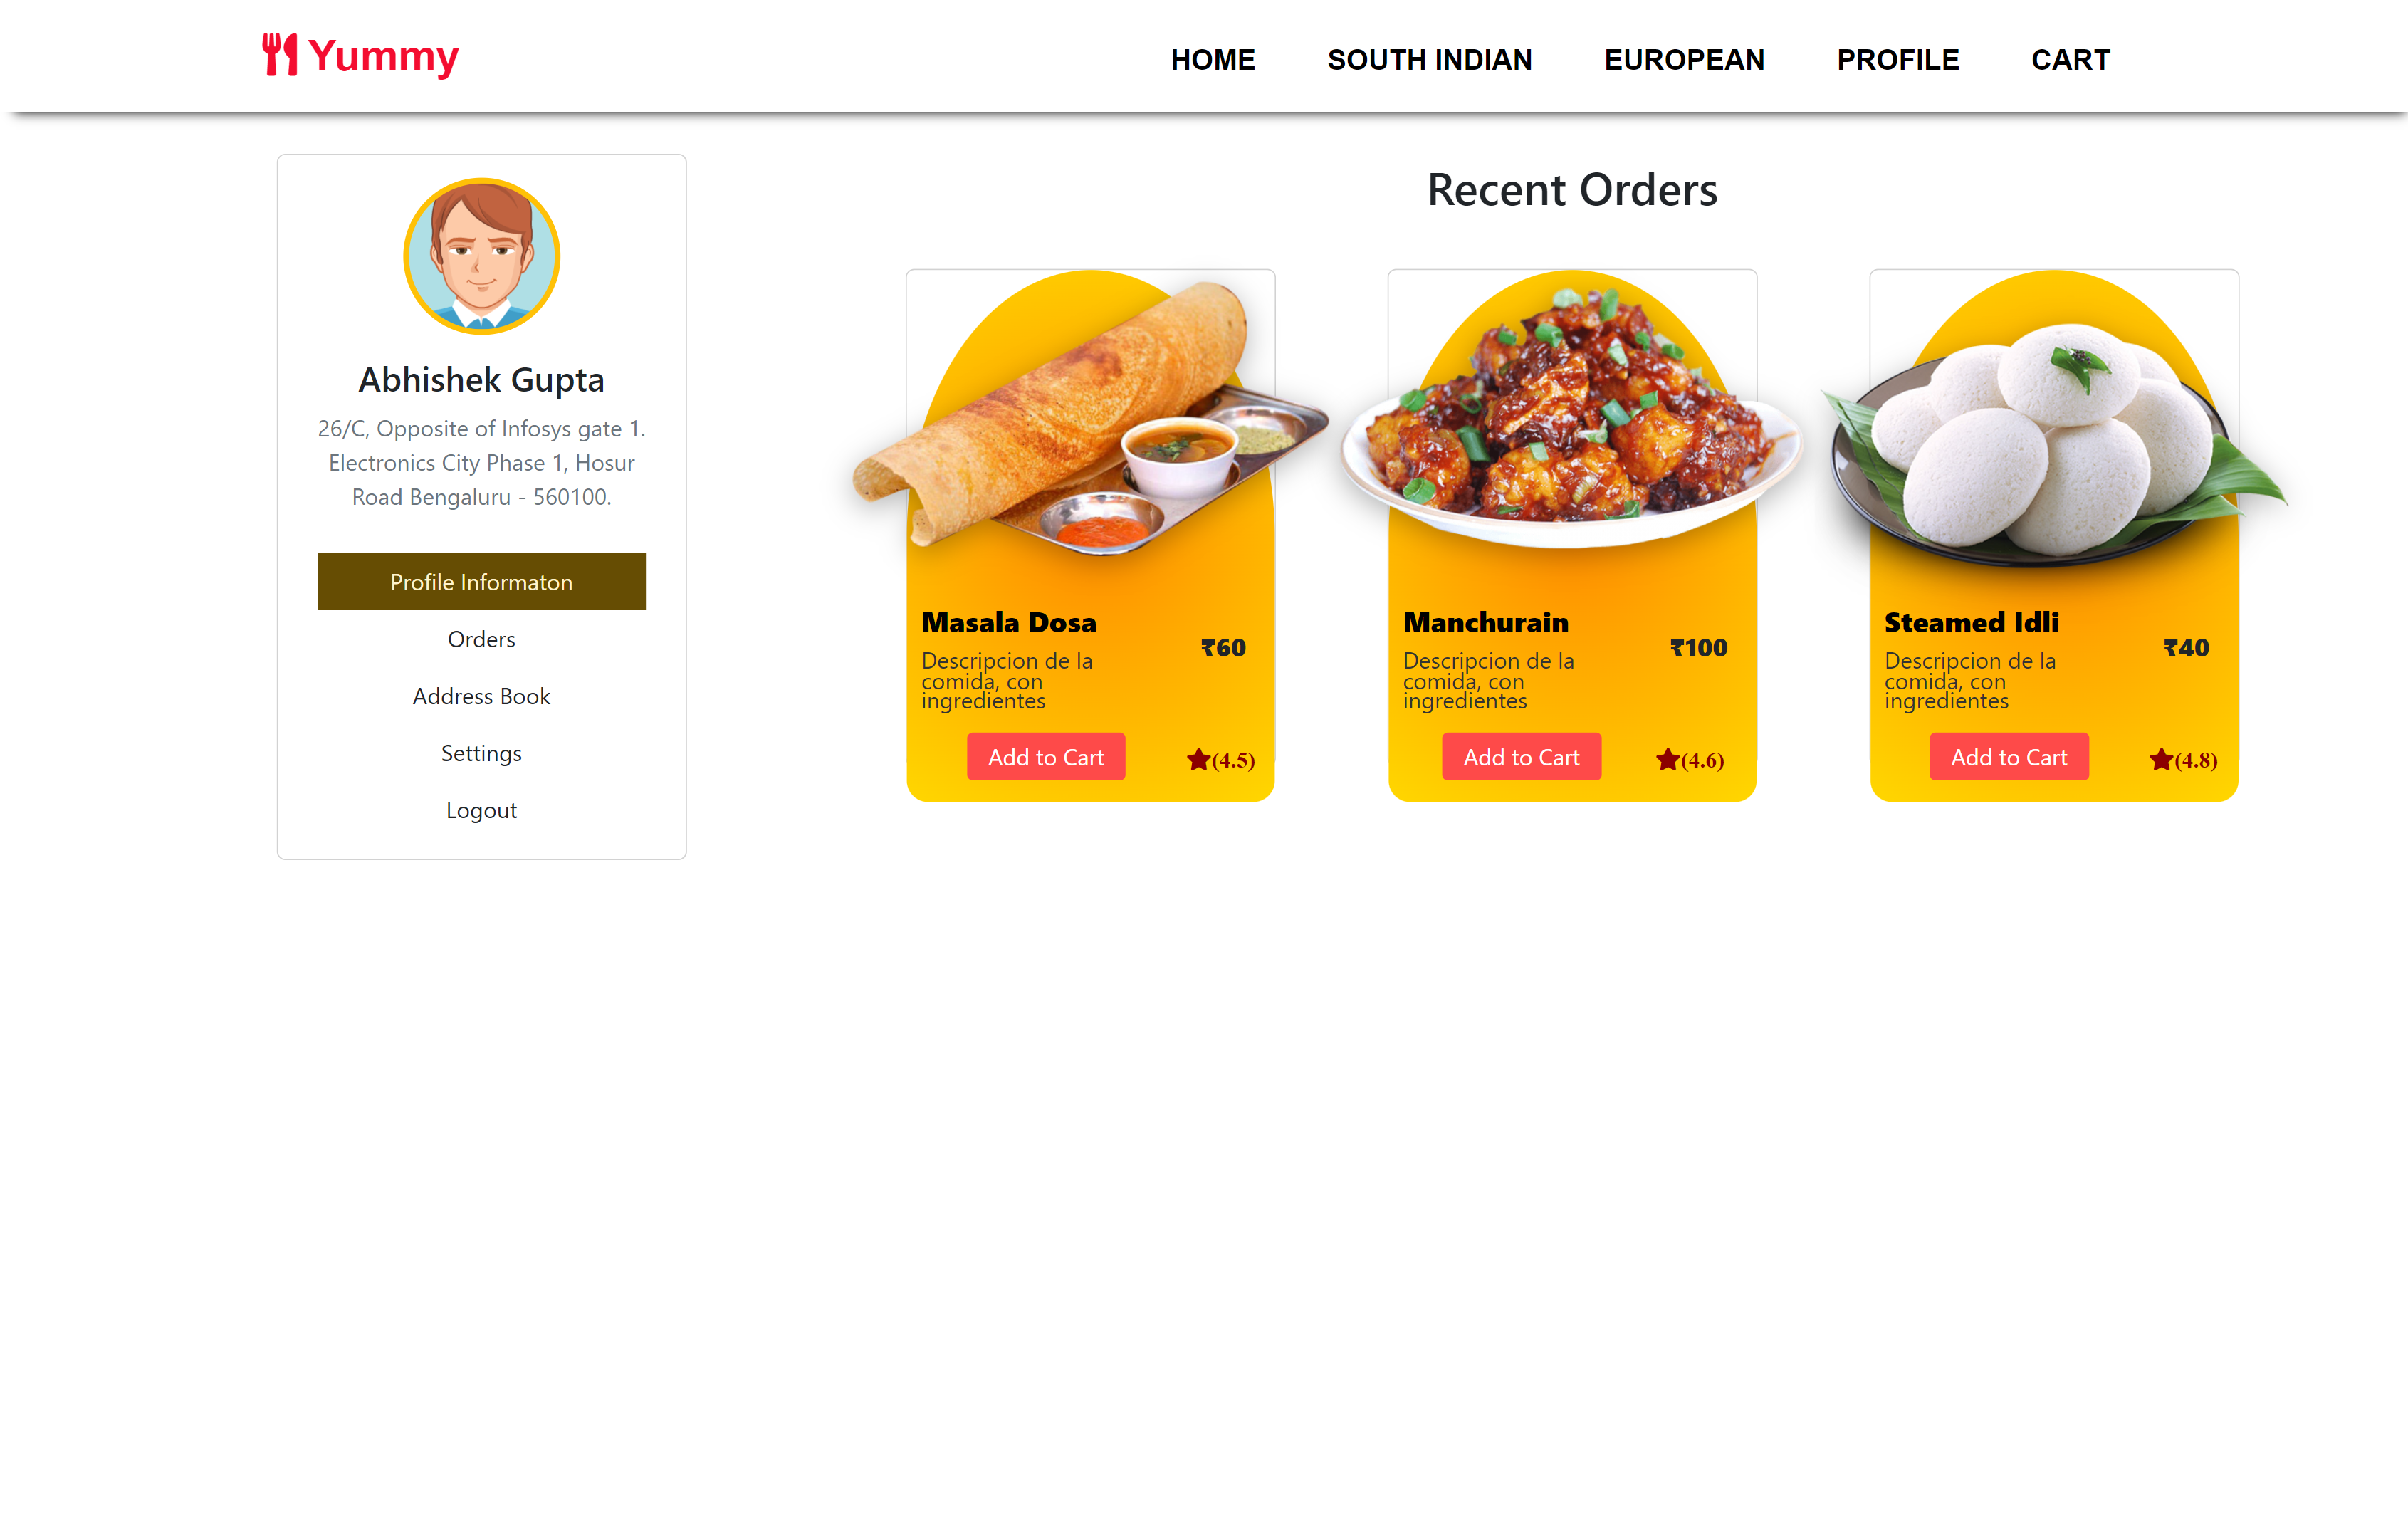 Yummy
HOME SOUTH INDIAN EUROPEAN PROFILE CART
Abhishek Gupta
26/C, Opposite of Infosys gate 1.
Electronics City Phase 1, Hosur
Road Bengaluru - 560100.
Profile Informaton
Orders
Address Book
Settings
Logout
Recent Orders
Masala Dosa
₹60
Descripcion de la
comida, con
ingredientes
Add to Cart
(4.5)
Manchurain
₹100
Descripcion de la
comida, con
ingredientes
Add to Cart
(4.6)
Steamed Idli
₹40
Descripcion de la
comida, con
ingredientes
Add to Cart
(4.8)